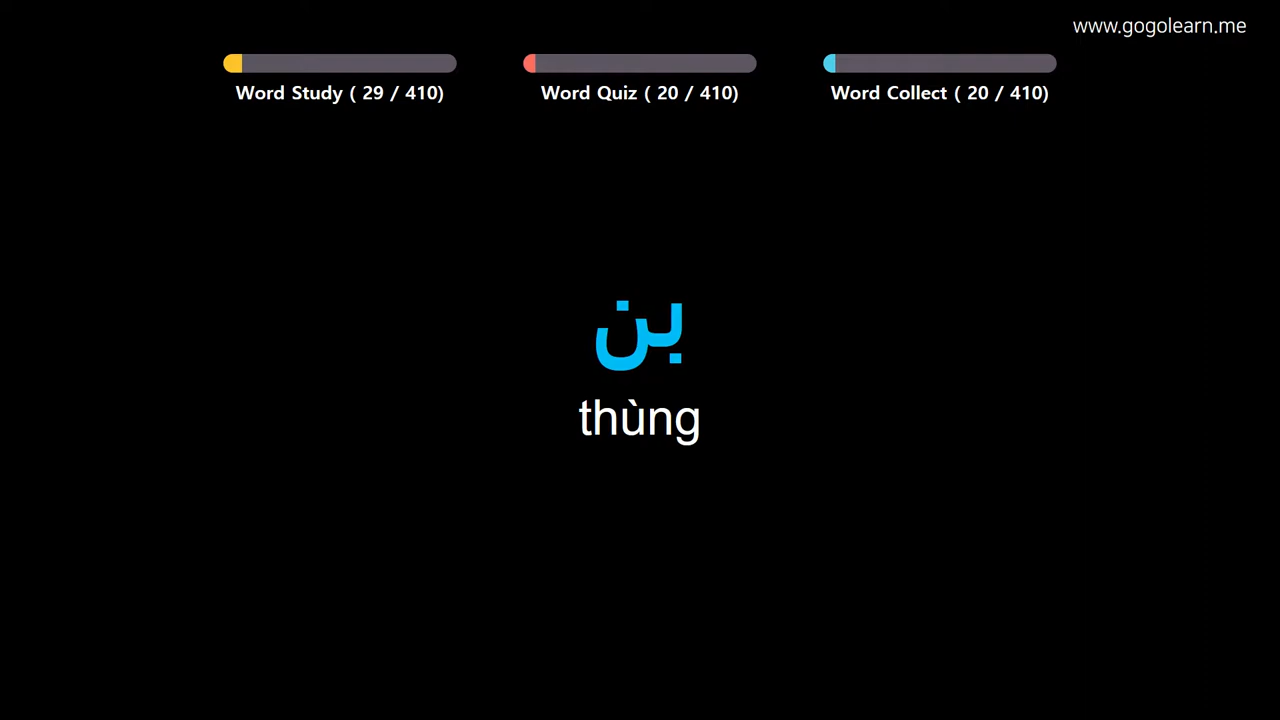 www.gogolearn.me
Word Study ( 29 / 410)
Word Quiz ( 20 / 410)
Word Collect ( 20 / 410)
بن
thùng